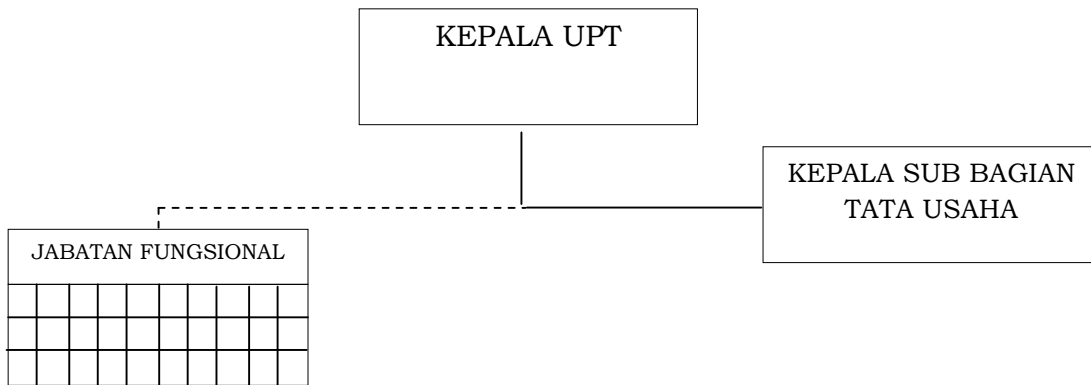 KEPALA UPT
KEPALA SUB BAGIAN
TATA USAHA
JABATAN FUNGSIONAL